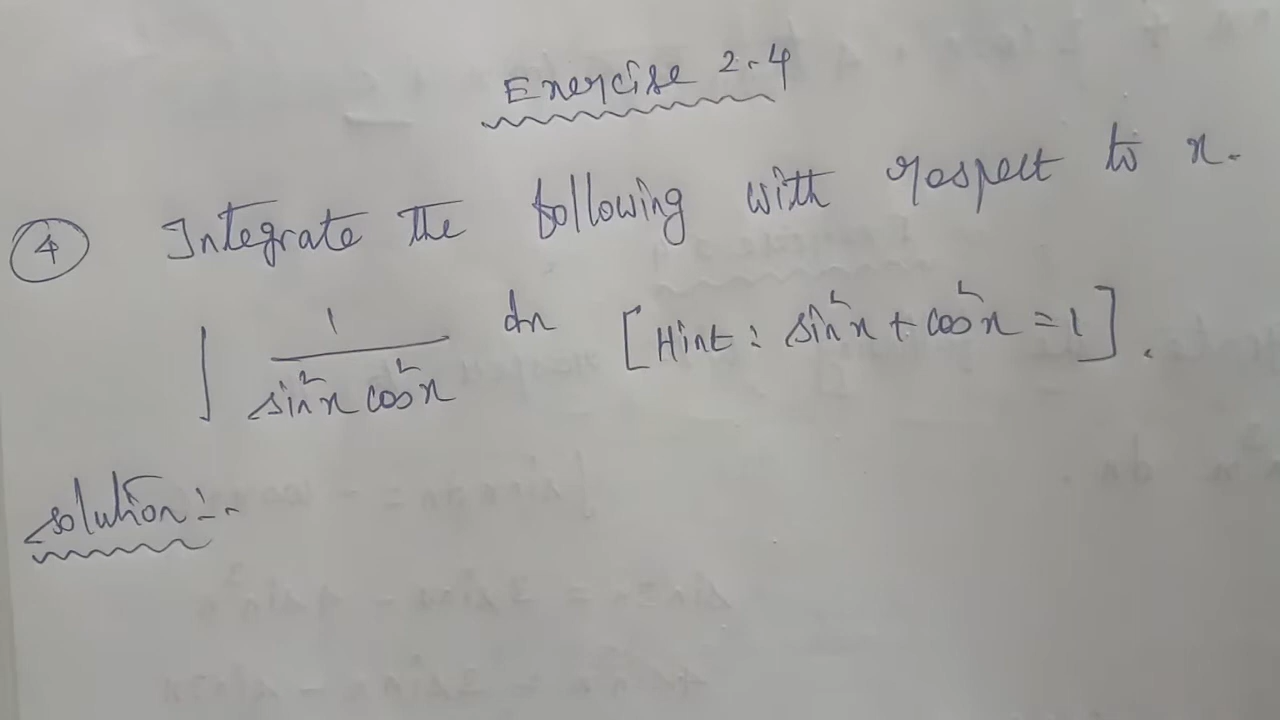 Exercise 2.4
④ Integrate the following with respect to x.
∫ 1 / sin²x cos²x dx [Hint: sin²x + cos²x = 1].
Solution:-